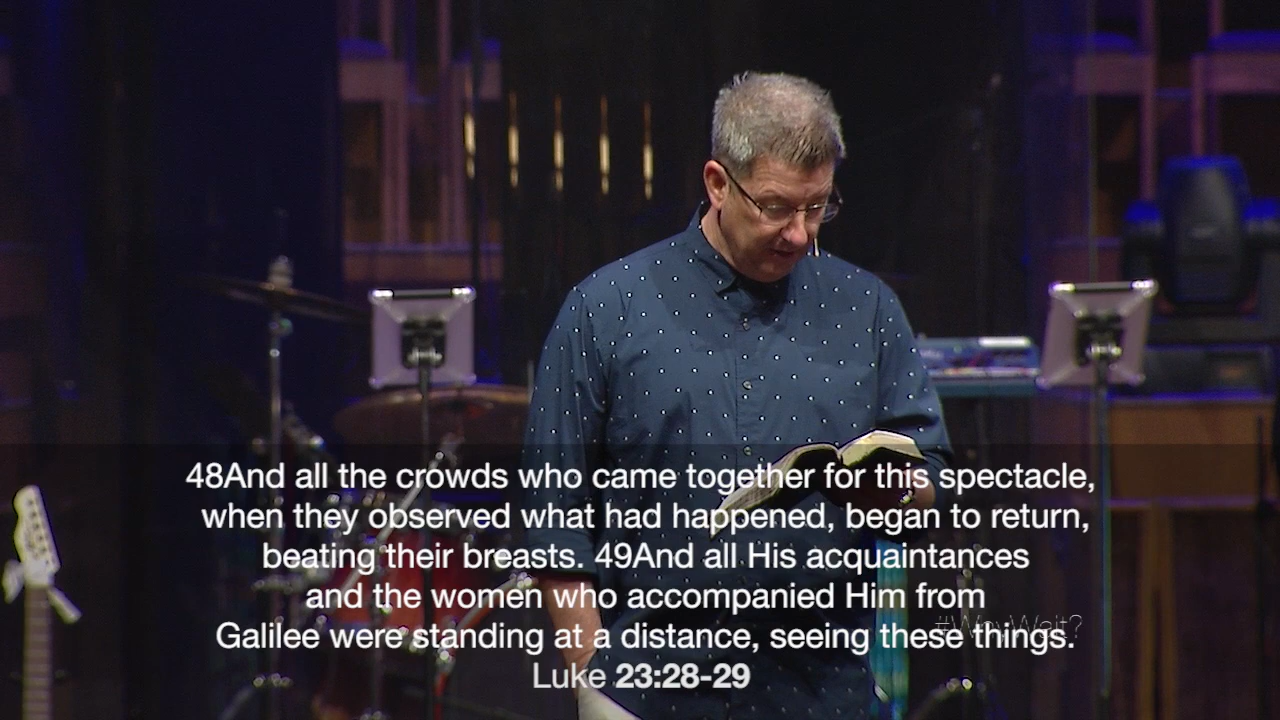 48And all the crowds who came together for this spectacle,
when they observed what had happened, began to return,
beating their breasts. 49And all His acquaintances
and the women who accompanied Him from
Galilee were standing at a distance, seeing these things.
#WhyWait?
Luke 23:28-29